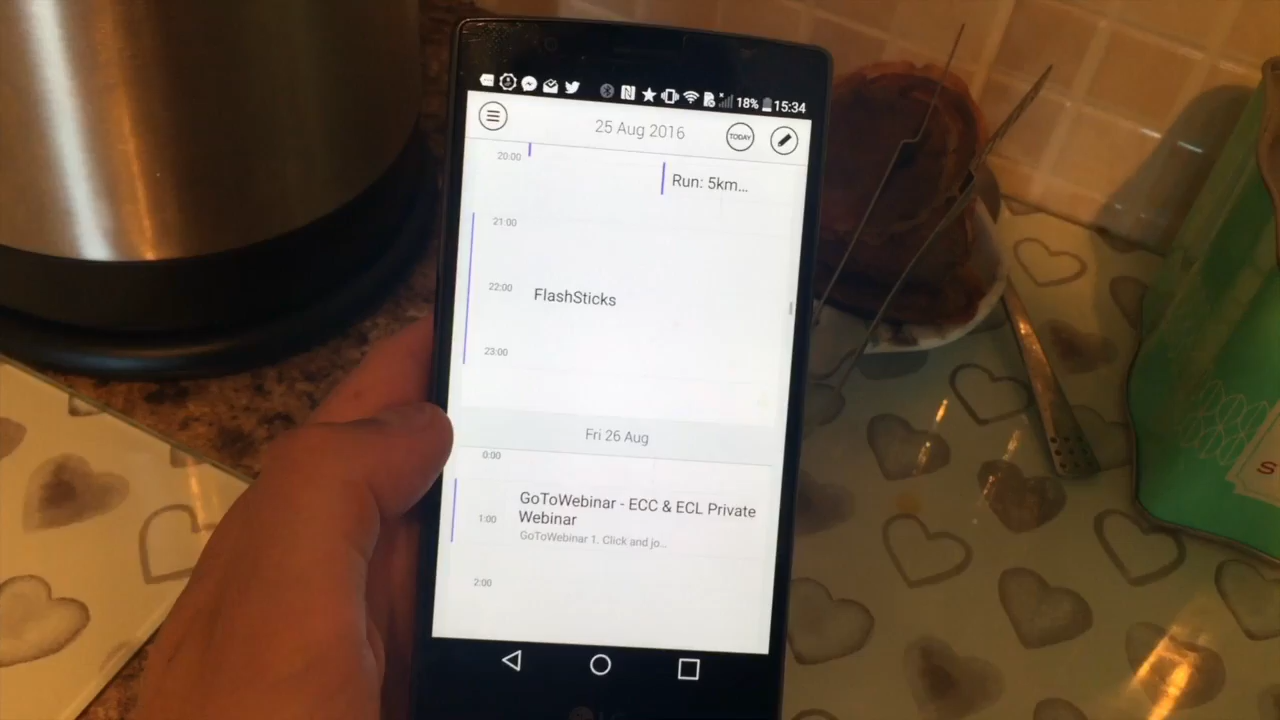 18% 15:34
25 Aug 2016
TODAY
20:00
Run: 5km...
21:00
22:00
FlashSticks
23:00
Fri 26 Aug
0:00
GoToWebinar - ECC & ECL Private
Webinar
1:00
GoToWebinar 1. Click and jo...
2:00
S